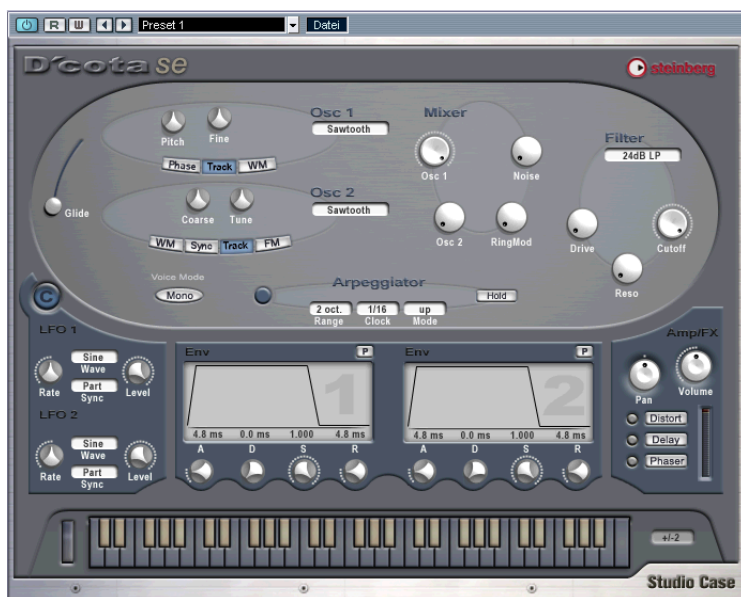 R W Preset 1 Datei
D'cota se
steinberg
Osc 1
Sawtooth
Pitch Fine
Phase Track WM
Osc 2
Sawtooth
Coarse Tune
WM Sync Track FM
Glide
Mixer
Osc 1 Noise
Osc 2 RingMod
Filter
24dB LP
Drive Cutoff
Reso
Voice Mode
Mono
Arpeggiator
Hold
2 oct. 1/16 up
Range Clock Mode
C
LFO 1
Sine
Wave
Rate Part Level
Sync
LFO 2
Sine
Wave
Rate Part Level
Sync
Env P
1
4.8 ms 0.0 ms 1.000 4.8 ms
A D S R
Env P
2
4.8 ms 0.0 ms 1.000 4.8 ms
A D S R
Amp/FX
Pan Volume
Distort
Delay
Phaser
+/-2
Studio Case